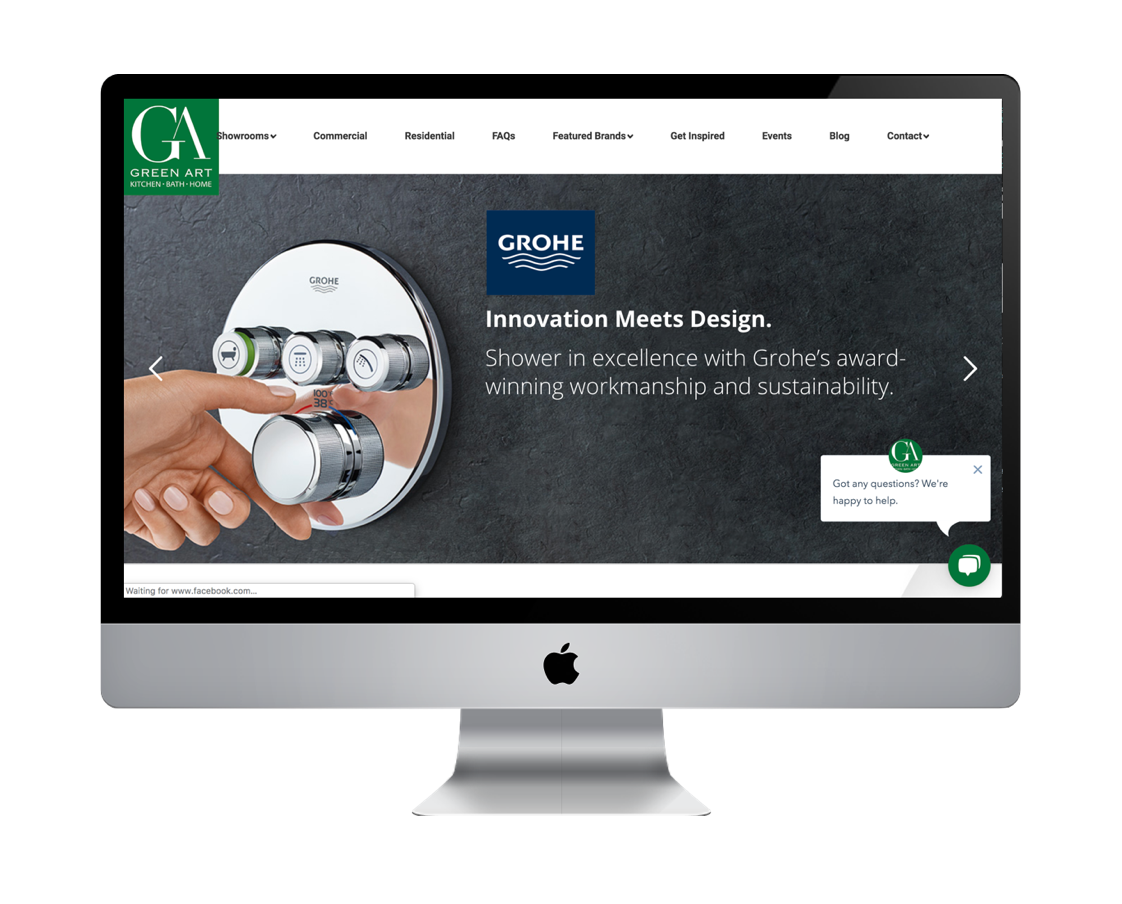 GA
GREEN ART
KITCHEN • BATH • HOME
Showrooms
Commercial
Residential
FAQs
Featured Brands
Get Inspired
Events
Blog
Contact
GROHE
GROHE
Innovation Meets Design.
Shower in excellence with Grohe’s award-
winning workmanship and sustainability.
100°F
38°C
GA
GREEN ART
Got any questions? We're
happy to help.
Waiting for www.facebook.com...